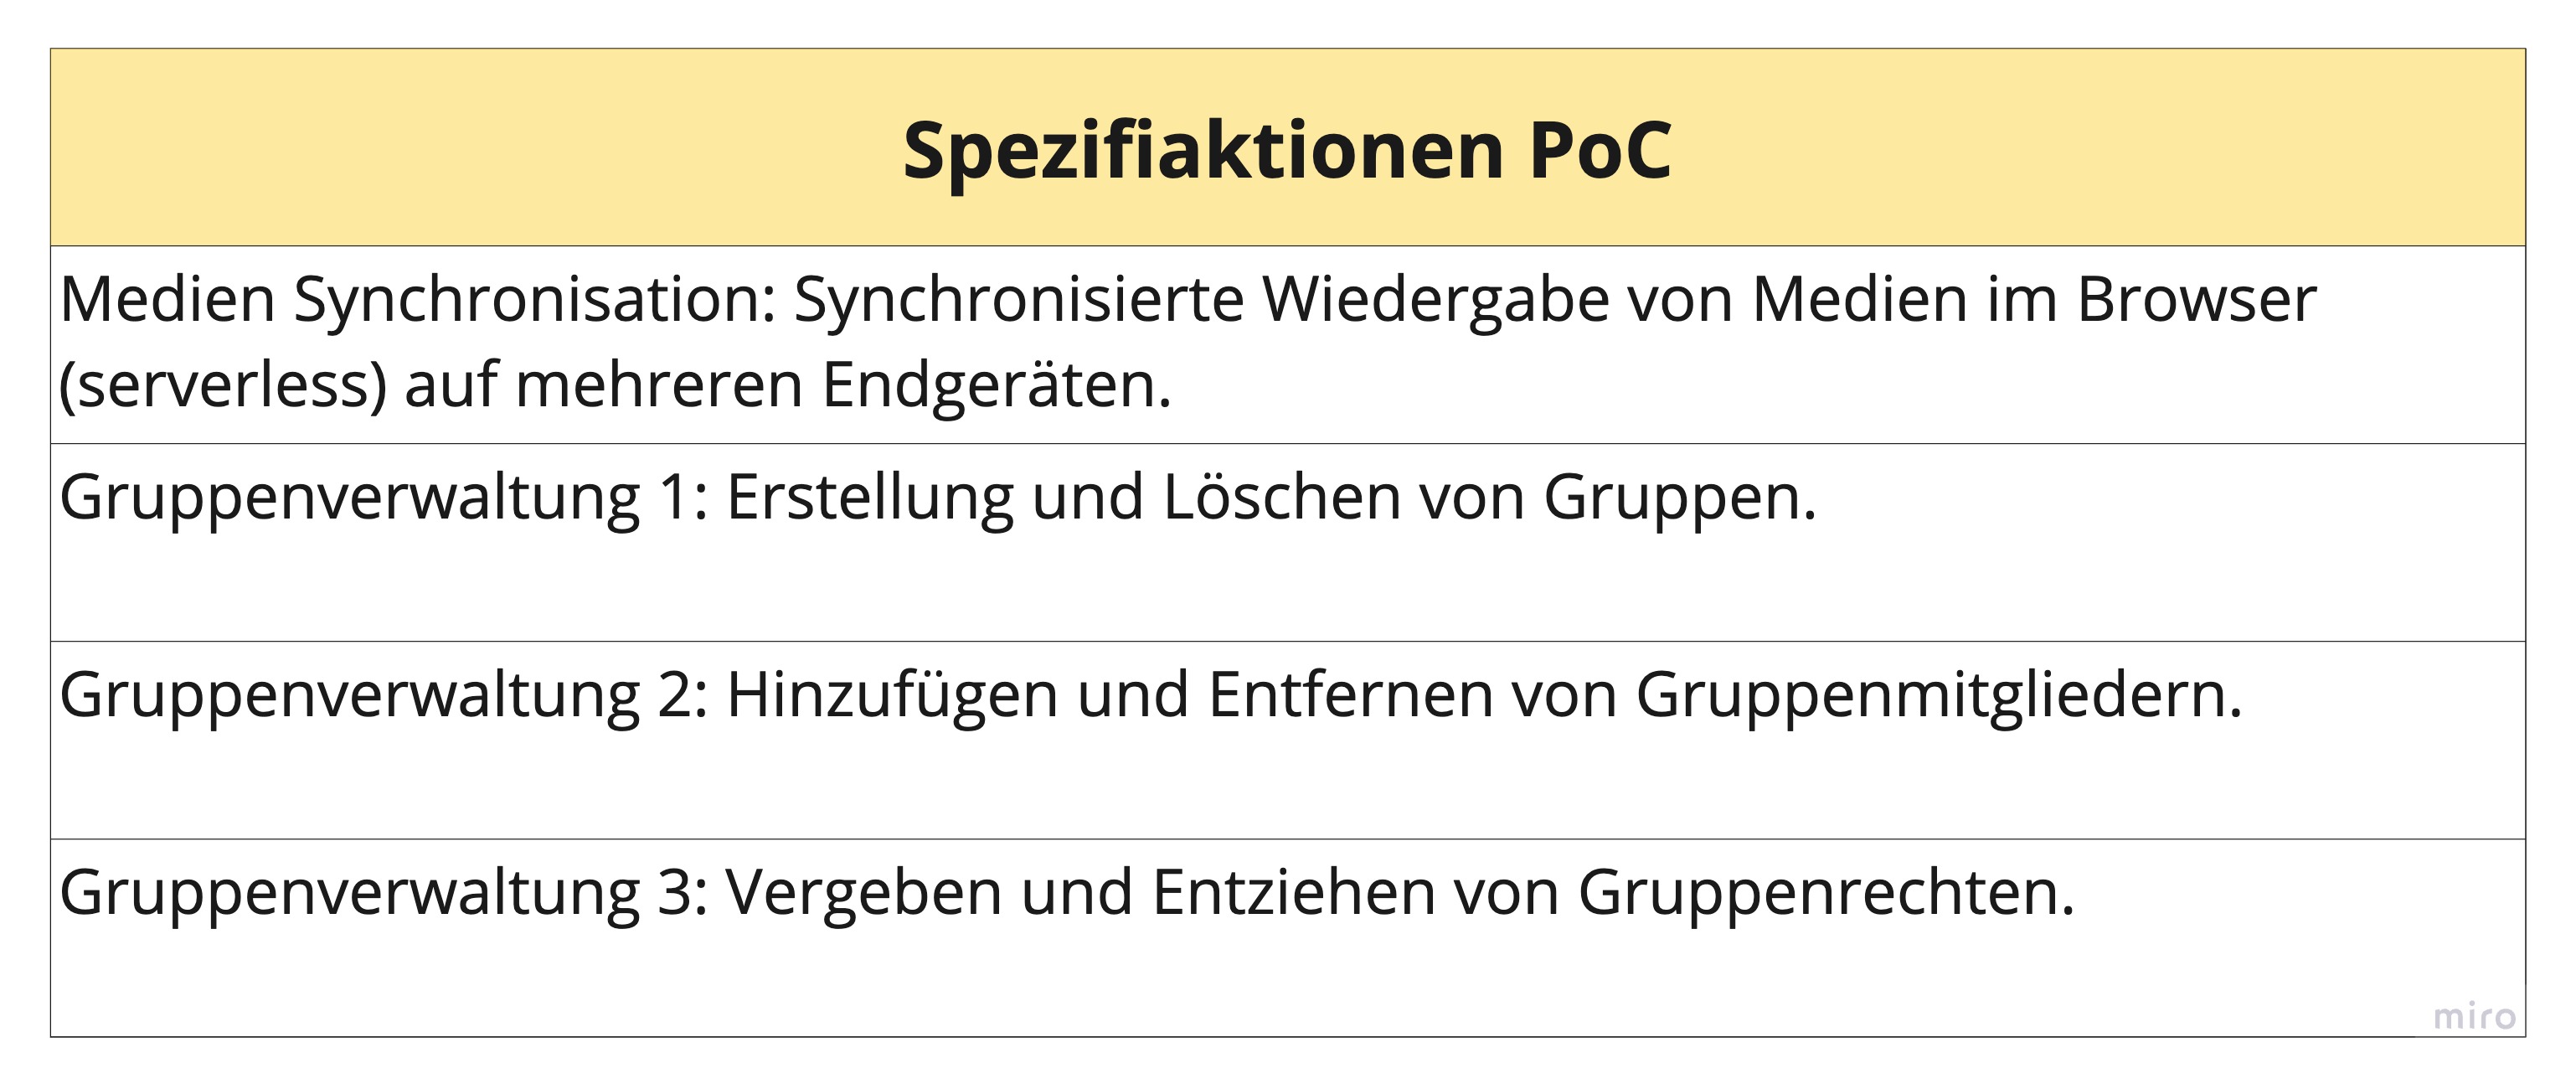 Spezifiaktionen PoC
Medien Synchronisation: Synchronisierte Wiedergabe von Medien im Browser
(serverless) auf mehreren Endgeräten.
Gruppenverwaltung 1: Erstellung und Löschen von Gruppen.
Gruppenverwaltung 2: Hinzufügen und Entfernen von Gruppenmitgliedern.
Gruppenverwaltung 3: Vergeben und Entziehen von Gruppenrechten.
miro